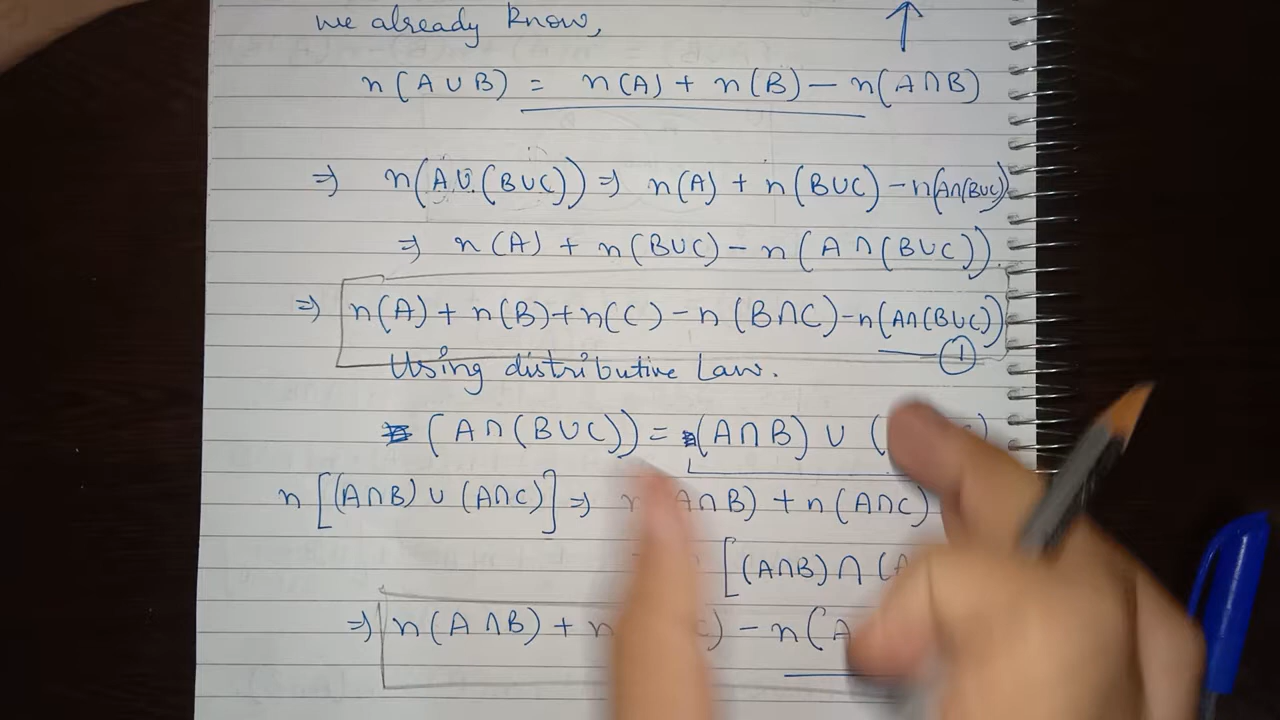 we already know,
n(A∪B) = n(A) + n(B) − n(A∩B)
⇒ n(A∪(B∪C)) ⇒ n(A) + n(B∪C) − n(A∩(B∪C))
⇒ n(A) + n(B∪C) − n(A∩(B∪C))
⇒ n(A) + n(B) + n(C) − n(B∩C) − n(A∩(B∪C))
①
Using distributive Law.
(A∩(B∪C)) = (A∩B) ∪ (
n[(A∩B) ∪ (A∩C)] ⇒ A∩B) + n(A∩C)
[(A∩B) ∩ (
⇒ n(A∩B) + n ) − n(A